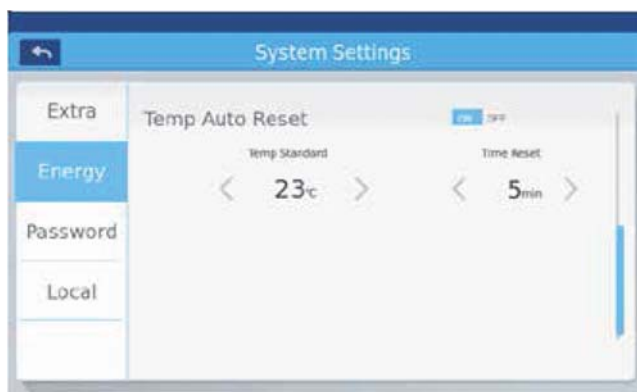 System Settings
Extra
Energy
Password
Local
Temp Auto Reset
ON OFF
Temp Standard
23℃
Time Reset
5min